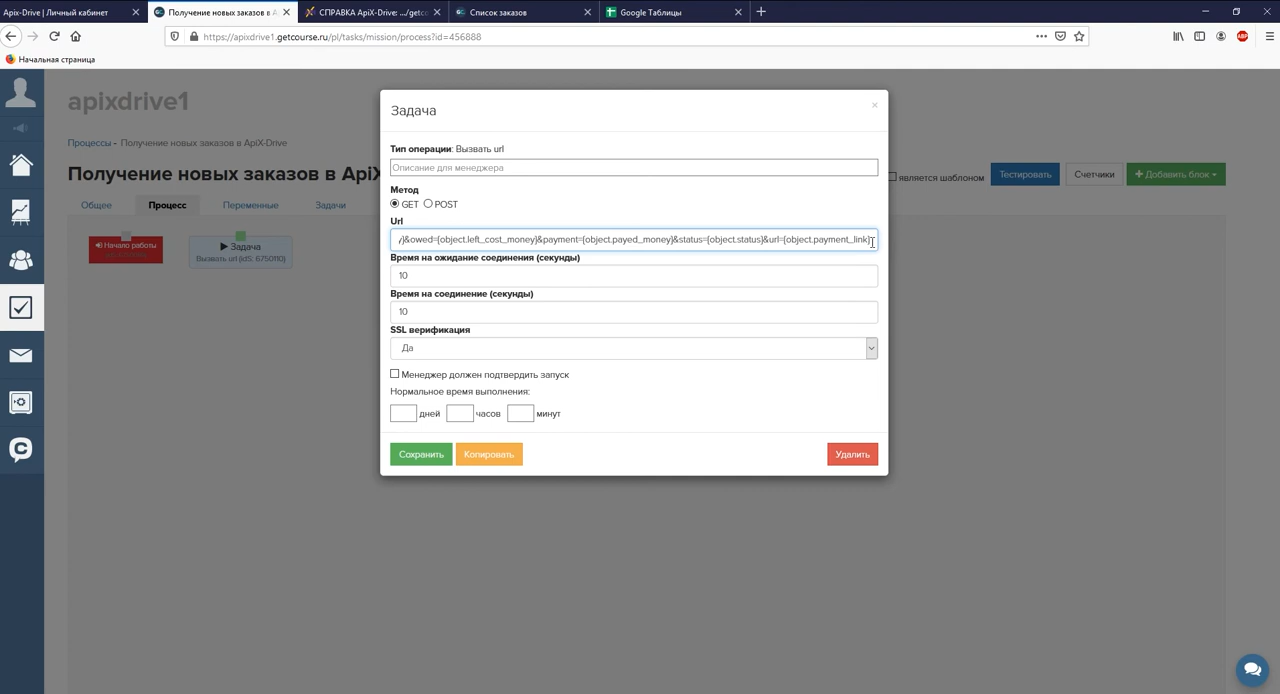 Apix-Drive | Личный кабинет
Получение новых заказов в A
СПРАВКА ApiX-Drive: .../getco
Список заказов
Google Таблицы
https://apixdrive1.getcourse.ru/pl/tasks/mission/process?id=456888
ABP
Начальная страница
apixdrive1
Процессы - Получение новых заказов в ApiX-Drive
Получение новых заказов в ApiX
является шаблоном
Тестировать
Счетчики
Добавить блок
Общее
Процесс
Переменные
Задачи
Начало работы
Задача
Вызвать url (id5: 6750110)
Задача
×
Тип операции: Вызвать url
Описание для менеджера
Метод
GET POST
Url
y}&owed={object.left_cost_money}&payment={object.payed_money}&status={object.status}&url={object.payment_link}
Время на ожидание соединения (секунды)
10
Время на соединение (секунды)
10
SSL верификация
Да
Менеджер должен подтвердить запуск
Нормальное время выполнения:
дней часов минут
Сохранить
Копировать
Удалить